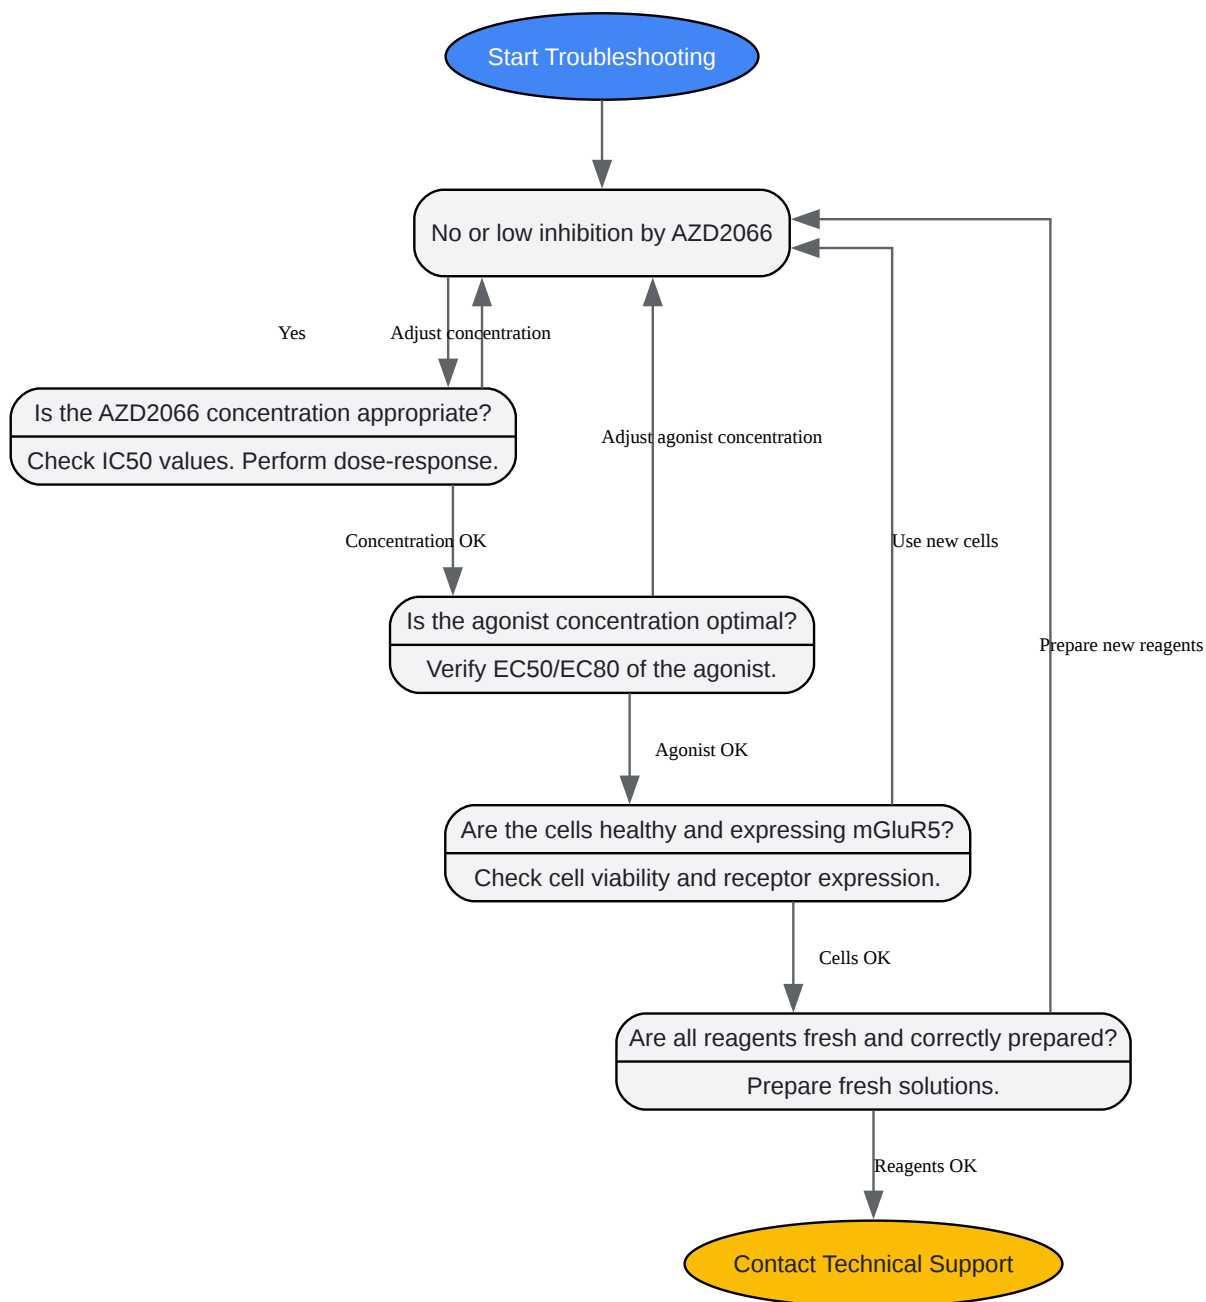 Start Troubleshooting
No or low inhibition by AZD2066
Yes
Adjust concentration
Is the AZD2066 concentration appropriate?
Check IC50 values. Perform dose-response.
Adjust agonist concentration
Concentration OK
Use new cells
Is the agonist concentration optimal?
Verify EC50/EC80 of the agonist.
Prepare new reagents
Agonist OK
Are the cells healthy and expressing mGluR5?
Check cell viability and receptor expression.
Cells OK
Are all reagents fresh and correctly prepared?
Prepare fresh solutions.
Reagents OK
Contact Technical Support